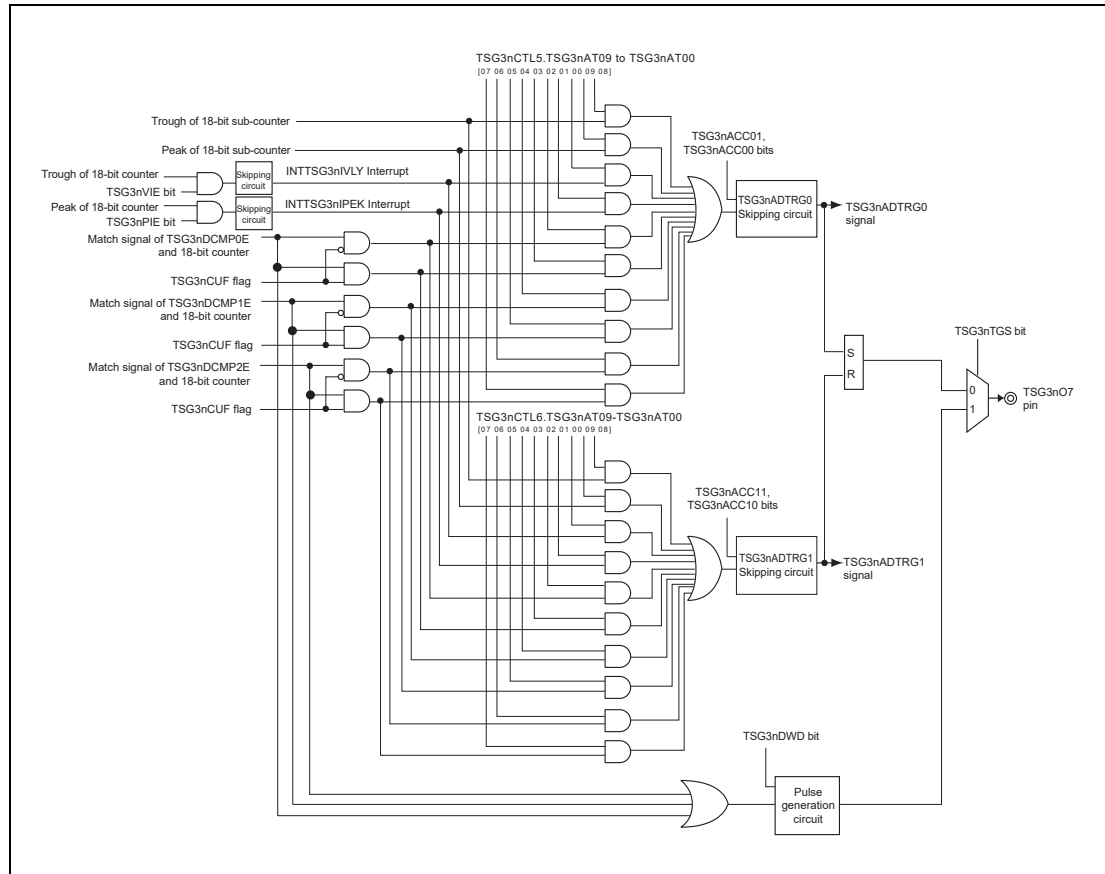 TSG3nCTL5.TSG3nAT09 to TSG3nAT00
[07 06 05 04 03 02 01 00 09 08]
Trough of 18-bit sub-counter
Peak of 18-bit sub-counter
TSG3nACC01,
TSG3nACC00 bits
Trough of 18-bit counter
TSG3nVIE bit
Skipping
circuit
INTTSG3nIVLY Interrupt
Peak of 18-bit counter
TSG3nPIE bit
Skipping
circuit
INTTSG3nIPEK Interrupt
TSG3nADTRG0
Skipping circuit
TSG3nADTRG0
signal
Match signal of TSG3nDCMP0E
and 18-bit counter
TSG3nCUF flag
Match signal of TSG3nDCMP1E
and 18-bit counter
TSG3nCUF flag
Match signal of TSG3nDCMP2E
and 18-bit counter
TSG3nCUF flag
S
R
TSG3nTGS bit
0
1
TSG3nO7
pin
TSG3nCTL6.TSG3nAT09-TSG3nAT00
[07 06 05 04 03 02 01 00 09 08]
TSG3nACC11,
TSG3nACC10 bits
TSG3nADTRG1
Skipping circuit
TSG3nADTRG1
signal
TSG3nDWD bit
Pulse
generation
circuit